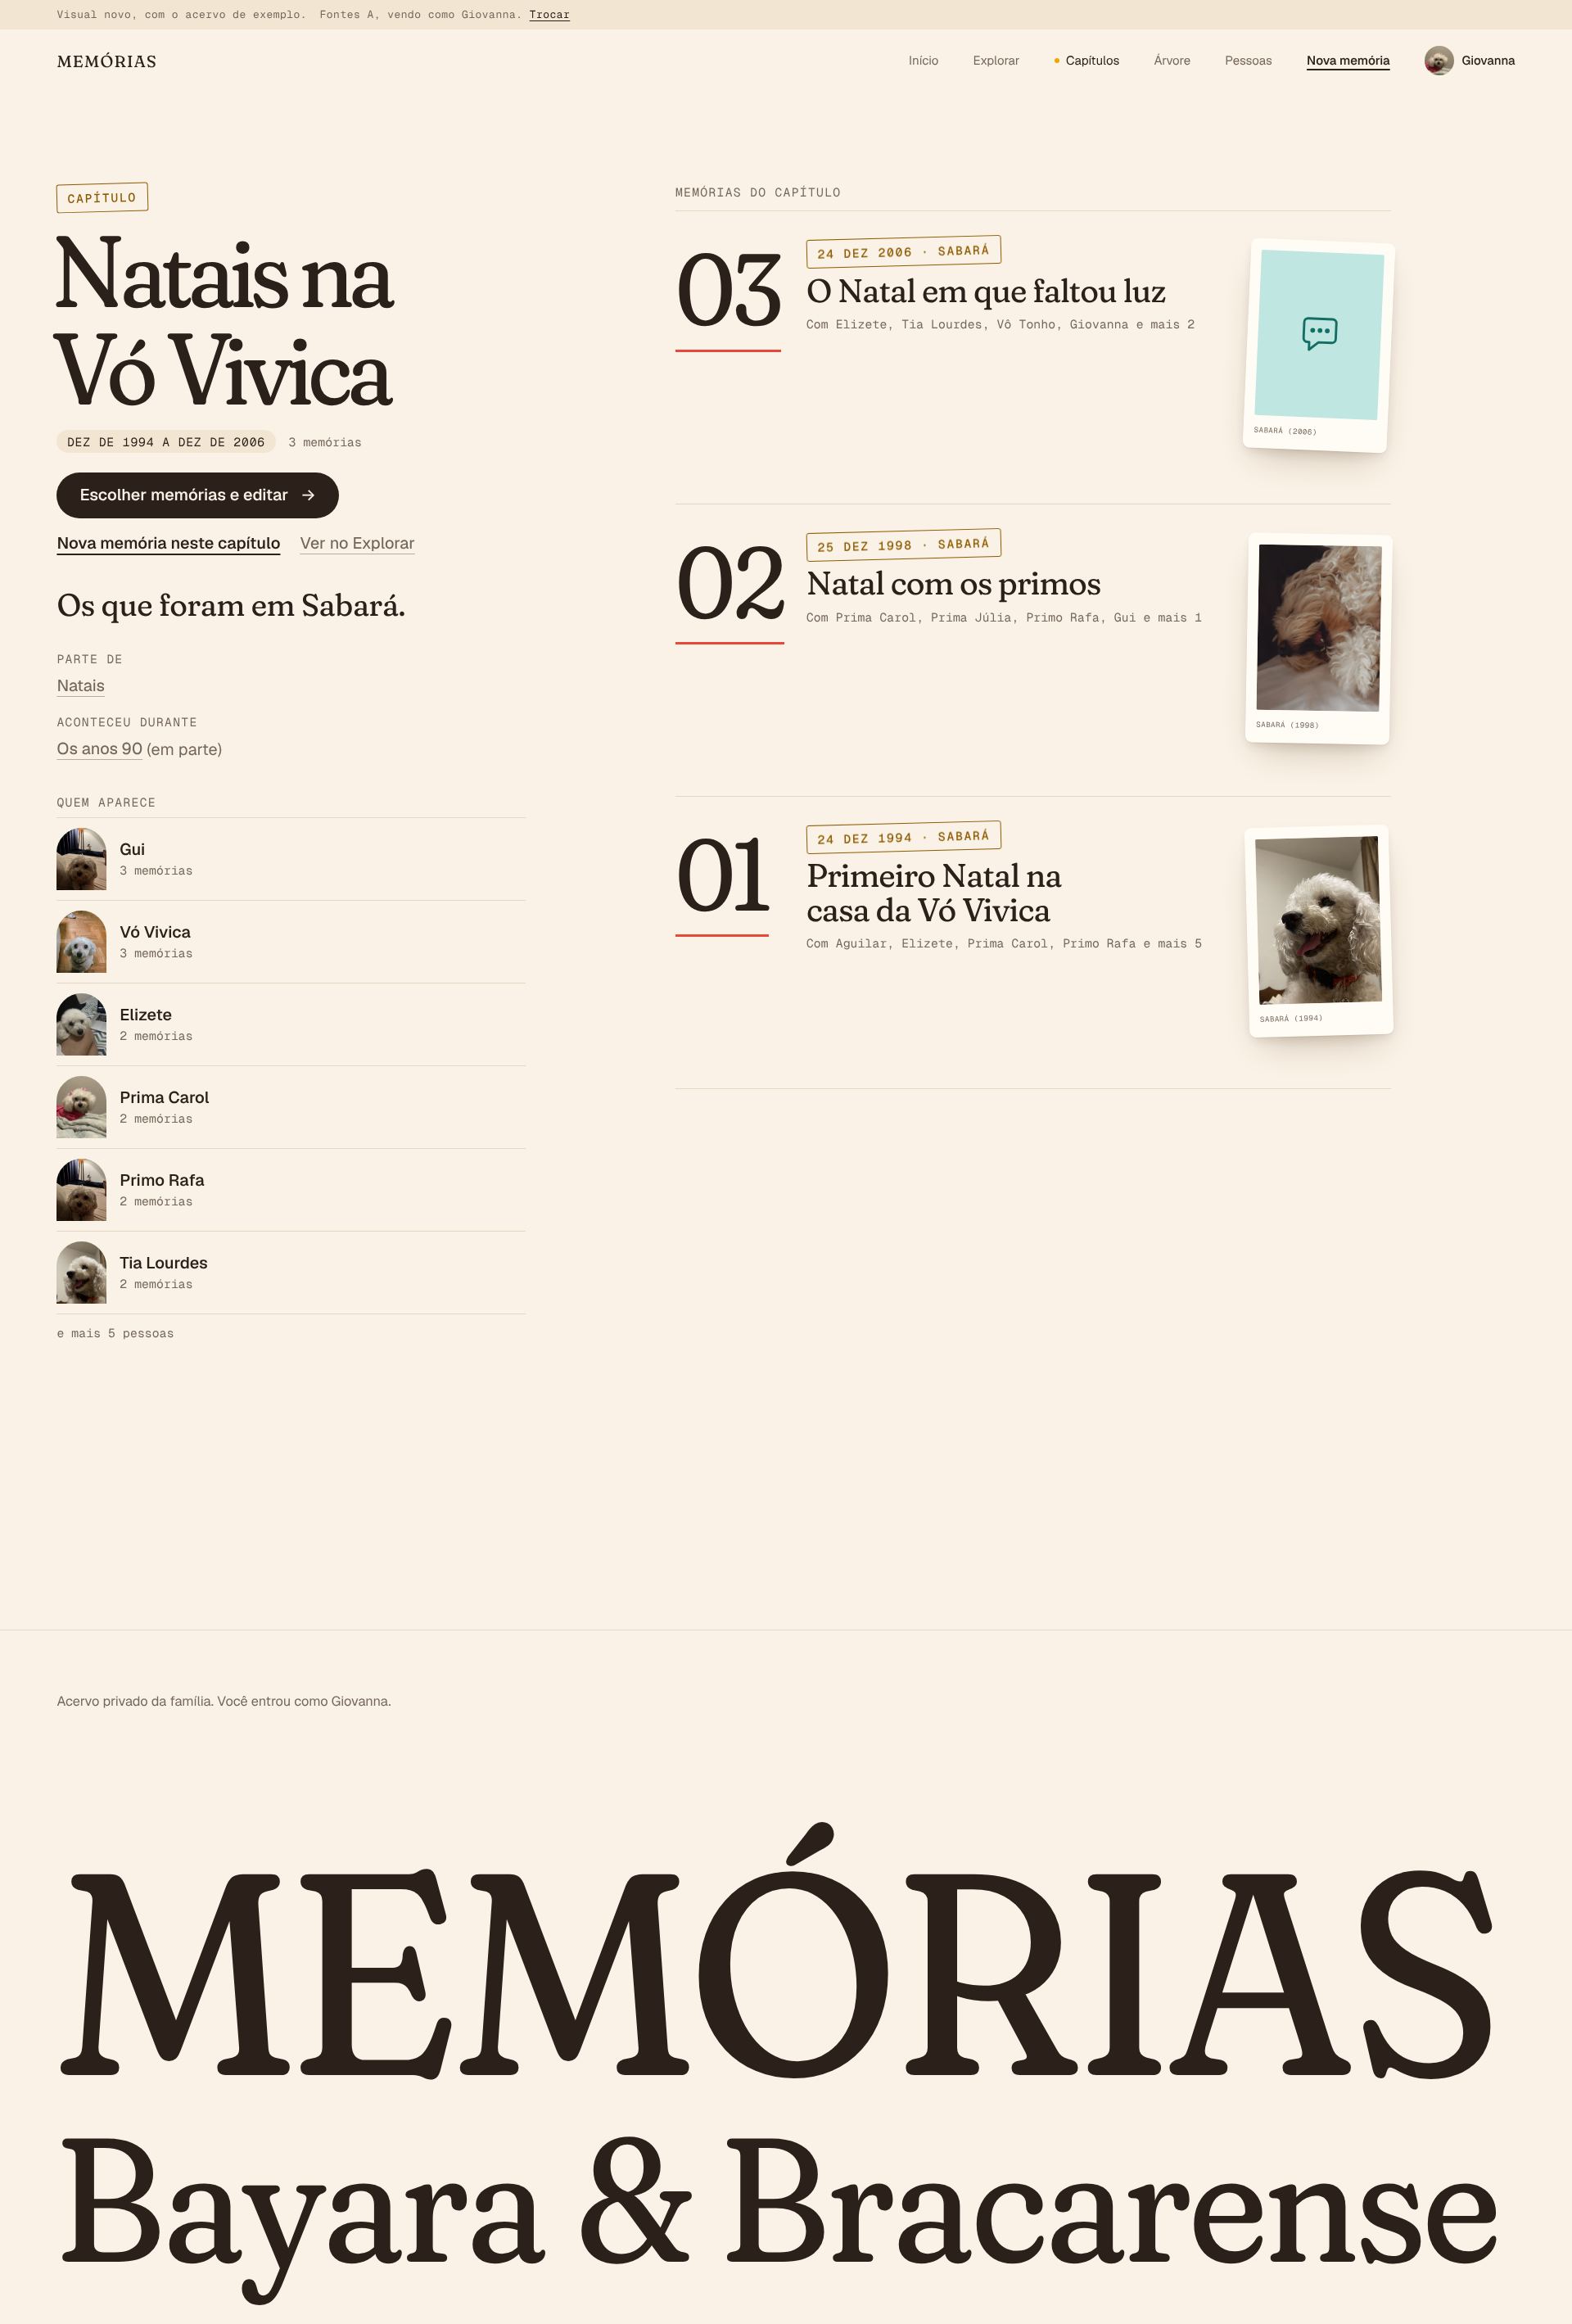 Visual novo, com o acervo de exemplo. Fontes A, vendo como Giovanna. Trocar
MEMÓRIAS
Início
Explorar
Capítulos
Árvore
Pessoas
Nova memória
Giovanna
CAPÍTULO
Natais na
Vó Vivica
DEZ DE 1994 A DEZ DE 2006
3 memórias
Escolher memórias e editar →
Nova memória neste capítulo
Ver no Explorar
Os que foram em Sabará.
PARTE DE
Natais
ACONTECEU DURANTE
Os anos 90 (em parte)
QUEM APARECE
Gui
3 memórias
Vó Vivica
3 memórias
Elizete
2 memórias
Prima Carol
2 memórias
Primo Rafa
2 memórias
Tia Lourdes
2 memórias
e mais 5 pessoas
MEMÓRIAS DO CAPÍTULO
03
24 DEZ 2006 · SABARÁ
O Natal em que faltou luz
Com Elizete, Tia Lourdes, Vô Tonho, Giovanna e mais 2
SABARÁ (2006)
02
25 DEZ 1998 · SABARÁ
Natal com os primos
Com Prima Carol, Prima Júlia, Primo Rafa, Gui e mais 1
SABARÁ (1998)
01
24 DEZ 1994 · SABARÁ
Primeiro Natal na
casa da Vó Vivica
Com Aguilar, Elizete, Prima Carol, Primo Rafa e mais 5
SABARÁ (1994)
Acervo privado da família. Você entrou como Giovanna.
MEMÓRIAS
Bayara & Bracarense